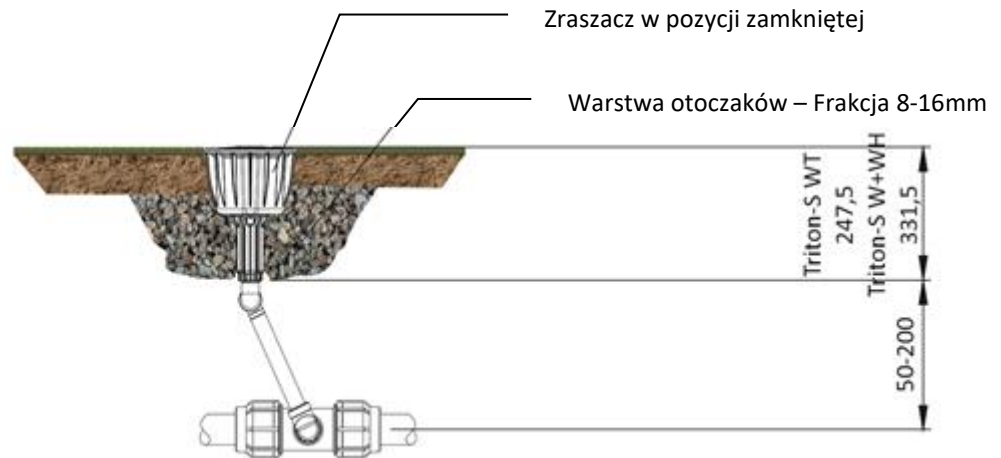 Zraszacz w pozycji zamkniętej
Warstwa otoczaków – Frakcja 8-16mm
Triton-S WT
247,5
Triton-S W+WH
331,5
50-200